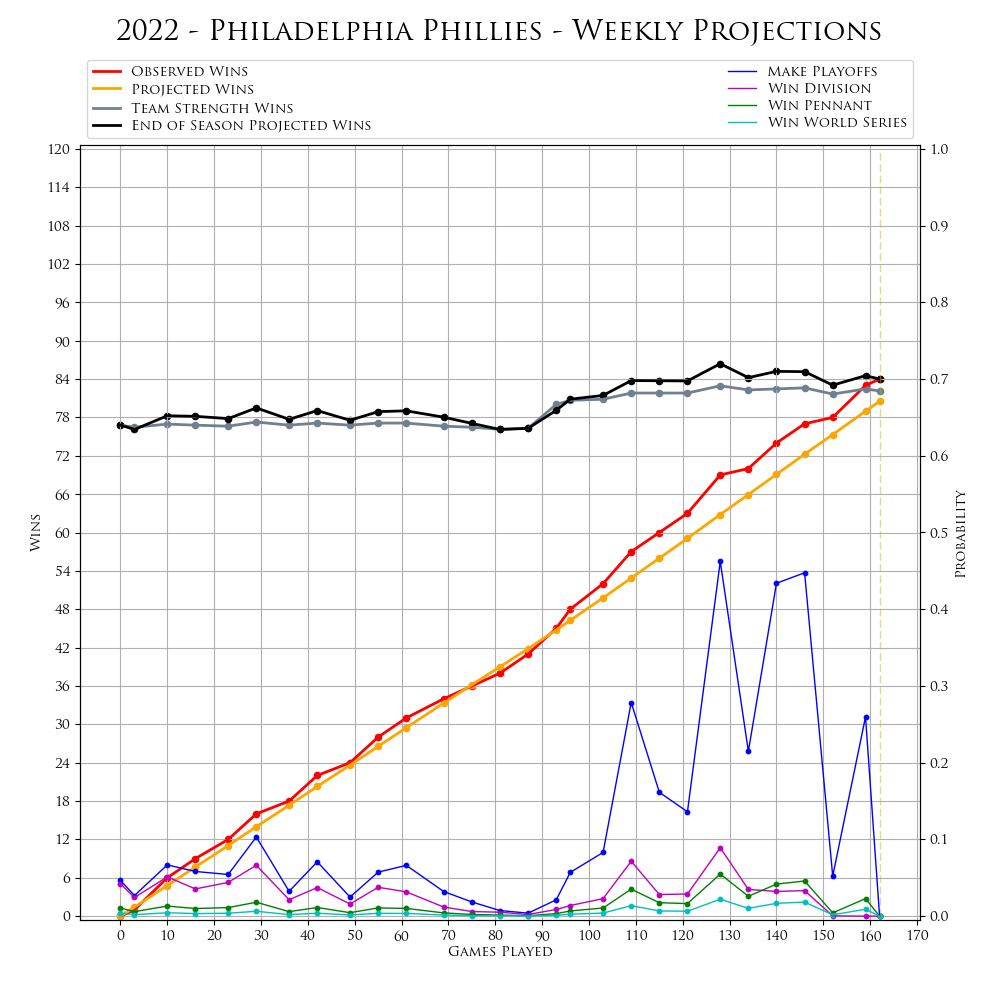 2022 - Philadelphia Phillies - Weekly Projections
Observed Wins
Projected Wins
Team Strength Wins
End of Season Projected Wins
Make Playoffs
Win Division
Win Pennant
Win World Series
120
114
108
102
96
90
84
78
72
66
60
54
48
42
36
30
24
18
12
6
0
Wins
1.0
0.9
0.8
0.7
0.6
0.5
0.4
0.3
0.2
0.1
0.0
Probability
0 10 20 30 40 50 60 70 80 90 100 110 120 130 140 150 160 170
Games Played